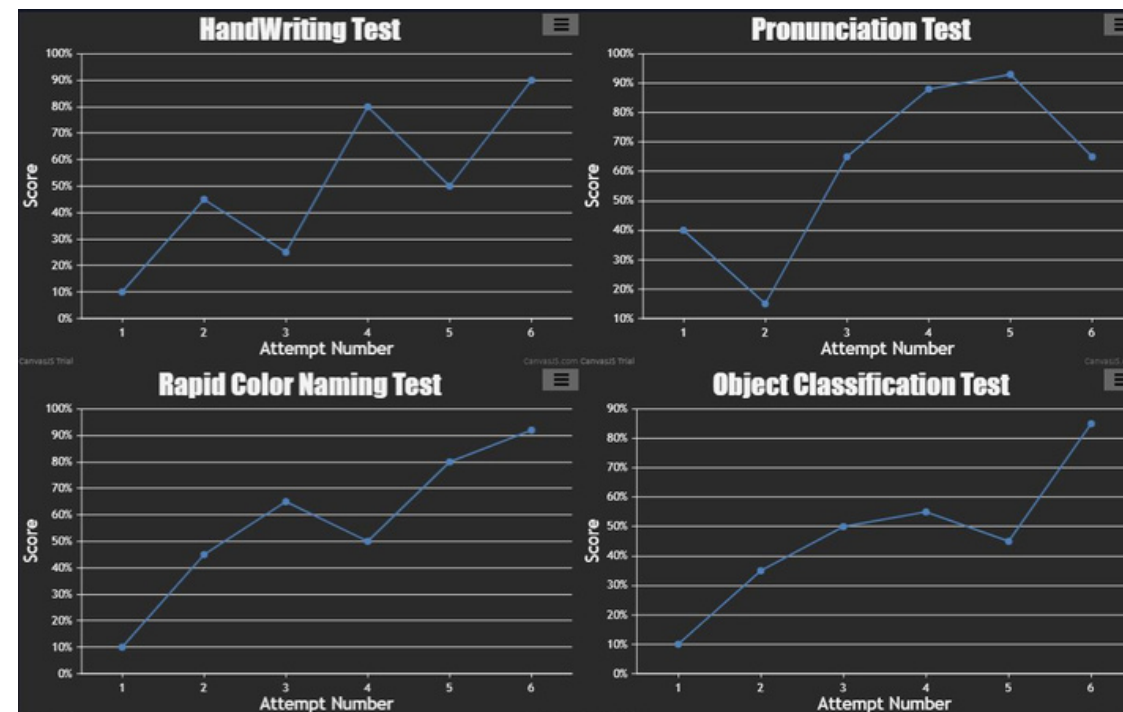 HandWriting Test
100%
90%
80%
70%
60%
50%
40%
30%
20%
10%
0%
Score
1 2 3 4 5 6
Attempt Number
CanvasJS Trial CanvasJS.com
Pronunciation Test
90%
80%
70%
60%
50%
40%
30%
20%
10%
Score
1 2 3 4 5 6
Attempt Number
CanvasJS Trial
Rapid Color Naming Test
100%
90%
80%
70%
60%
50%
40%
30%
20%
10%
0%
Score
1 2 3 4 5 6
Attempt Number
Object Classification Test
90%
80%
70%
60%
50%
40%
30%
20%
10%
0%
Score
1 2 3 4 5 6
Attempt Number